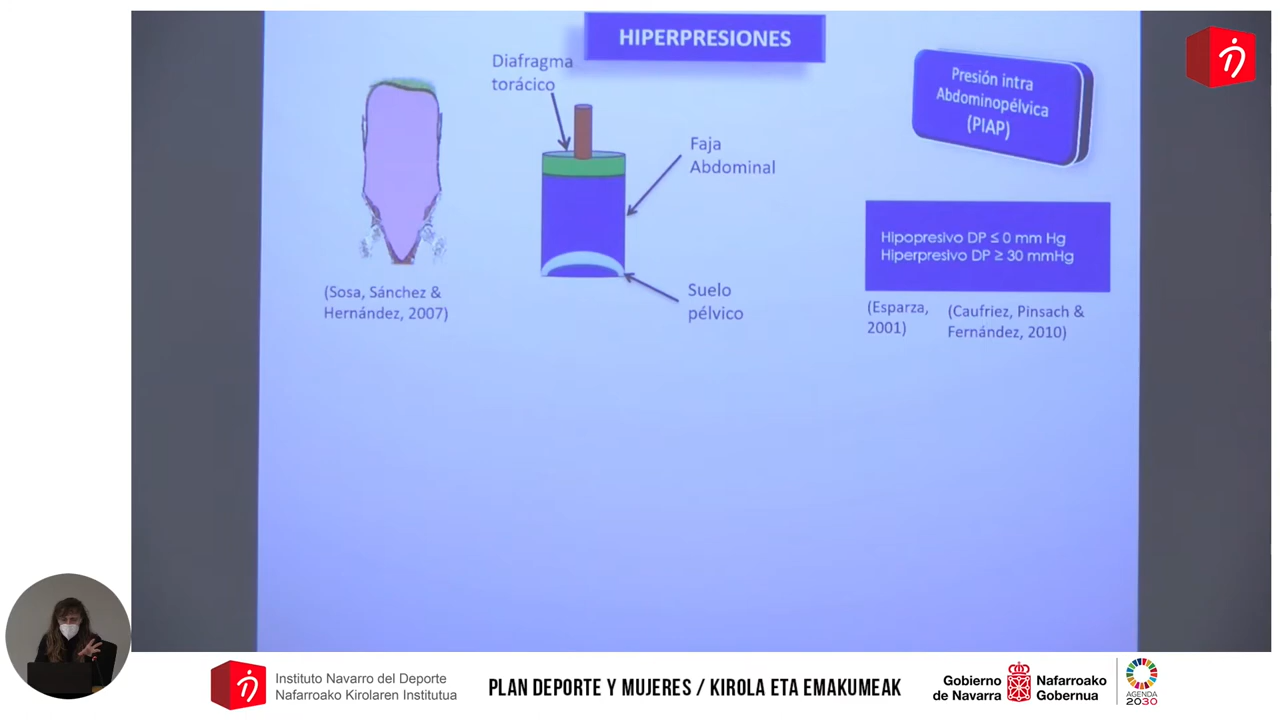 HIPERPRESIONES
Diafragma
torácico
Faja
Abdominal
Suelo
pélvico
(Sosa, Sánchez &
Hernández, 2007)
Presión intra
Abdominopélvica
(PIAP)
Hipopresivo DP ≤ 0 mm Hg
Hiperpresivo DP ≥ 30 mmHg
(Esparza,
2001)
(Caufriez, Pinsach &
Fernández, 2010)
Instituto Navarro del Deporte
Nafarroako Kirolaren Institutua
PLAN DEPORTE Y MUJERES / KIROLA ETA EMAKUMEAK
Gobierno
de Navarra
Nafarroako
Gobernua
AGENDA
2030